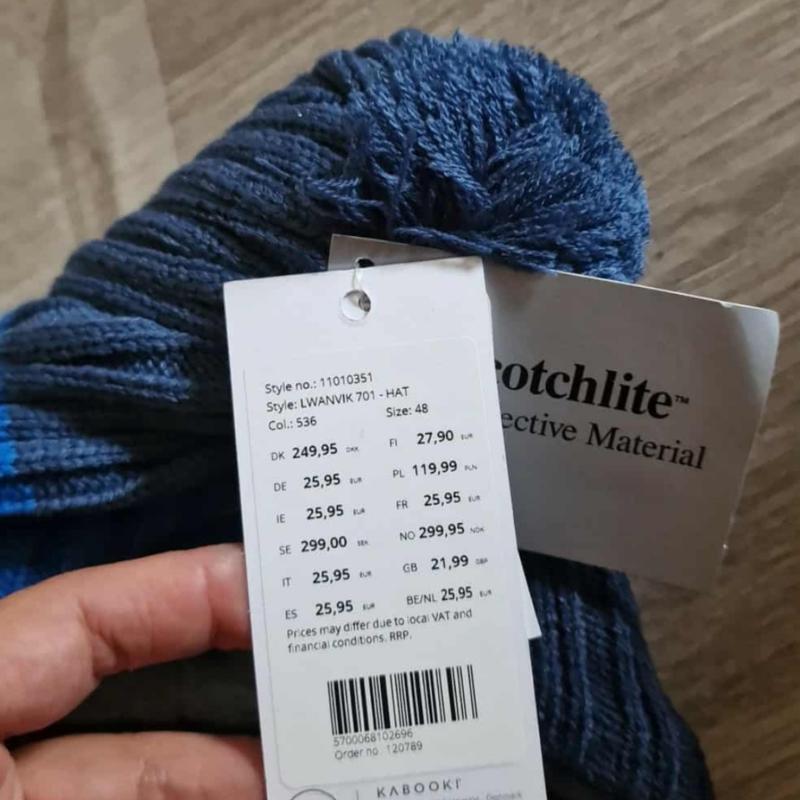 otchlite™
ective Material
Style no.: 11010351
Style: LWANVIK 701 - HAT
Col.: 536 Size: 48
DK 249,95 DKK FI 27,90 EUR
DE 25,95 EUR PL 119,99 PLN
IE 25,95 EUR FR 25,95 EUR
SE 299,00 SEK NO 299,95 NOK
IT 25,95 EUR GB 21,99 GBP
ES 25,95 EUR BE/NL 25,95 EUR
Prices may differ due to local VAT and
financial conditions. RRP.
5700068102696
Order no.: 120789
KABOOKI
Denmark